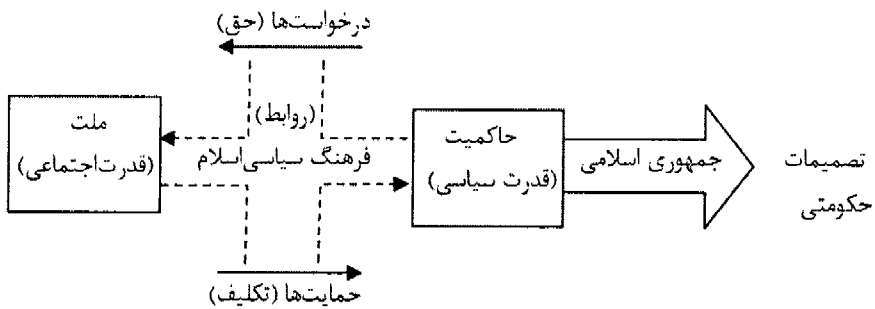 درخواست‌ها (حق)
(روابط)
فرهنگ سیاسی اسلام
ملت
(قدرت اجتماعی)
حاکمیت
(قدرت سیاسی)
جمهوری اسلامی
تصمیمات
حکومتی
حمایت‌ها (تکلیف)